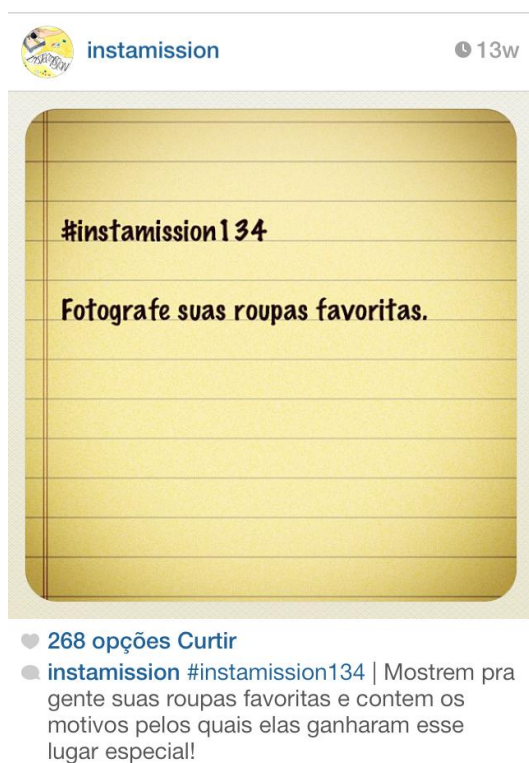 instamission
13w
#instamission134
Fotografe suas roupas favoritas.
268 opções Curtir
instamission #instamission134 | Mostrem pra
gente suas roupas favoritas e contem os
motivos pelos quais elas ganharam esse
lugar especial!